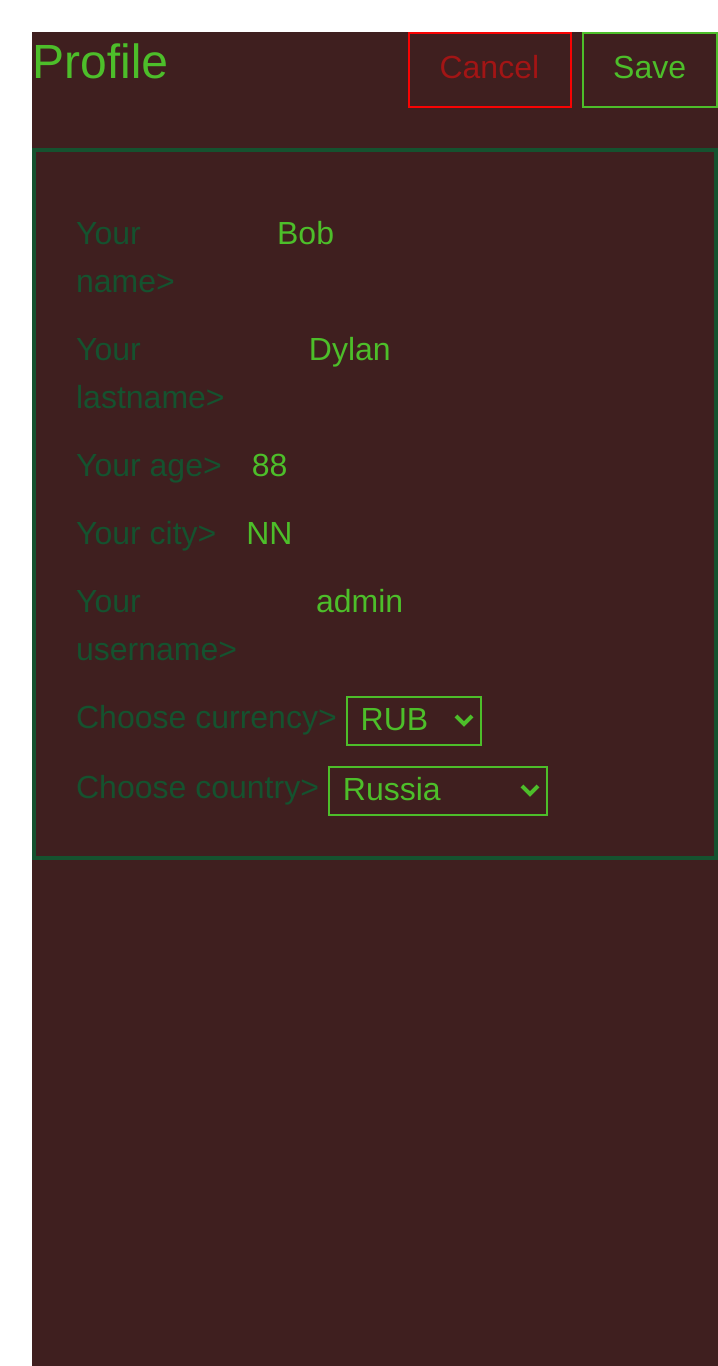 Profile
Cancel
Save
Your Bob
name>
Your Dylan
lastname>
Your age> 88
Your city> NN
Your admin
username>
Choose currency> RUB
Choose country> Russia